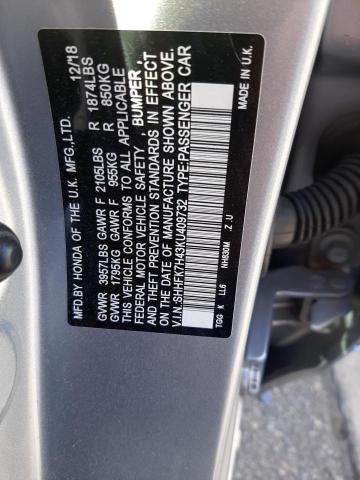 MFD.BY HONDA OF THE U.K. MFG.,LTD. 12/18
GVWR 3957LBS GAWR F 2105LBS R 1874LBS
GVWR 1795KG GAWR F 955KG R 850KG
THIS VEHICLE CONFORMS TO ALL APPLICABLE
FEDERAL MOTOR VEHICLE SAFETY, BUMPER,
AND THEFT PREVENTION STANDARDS IN EFFECT
ON THE DATE OF MANUFACTURE SHOWN ABOVE.
V.I.N.:SHHFK7H43KU409732 TYPE:PASSENGER CAR
TGG K LL6 NH830M Z U MADE IN U.K.